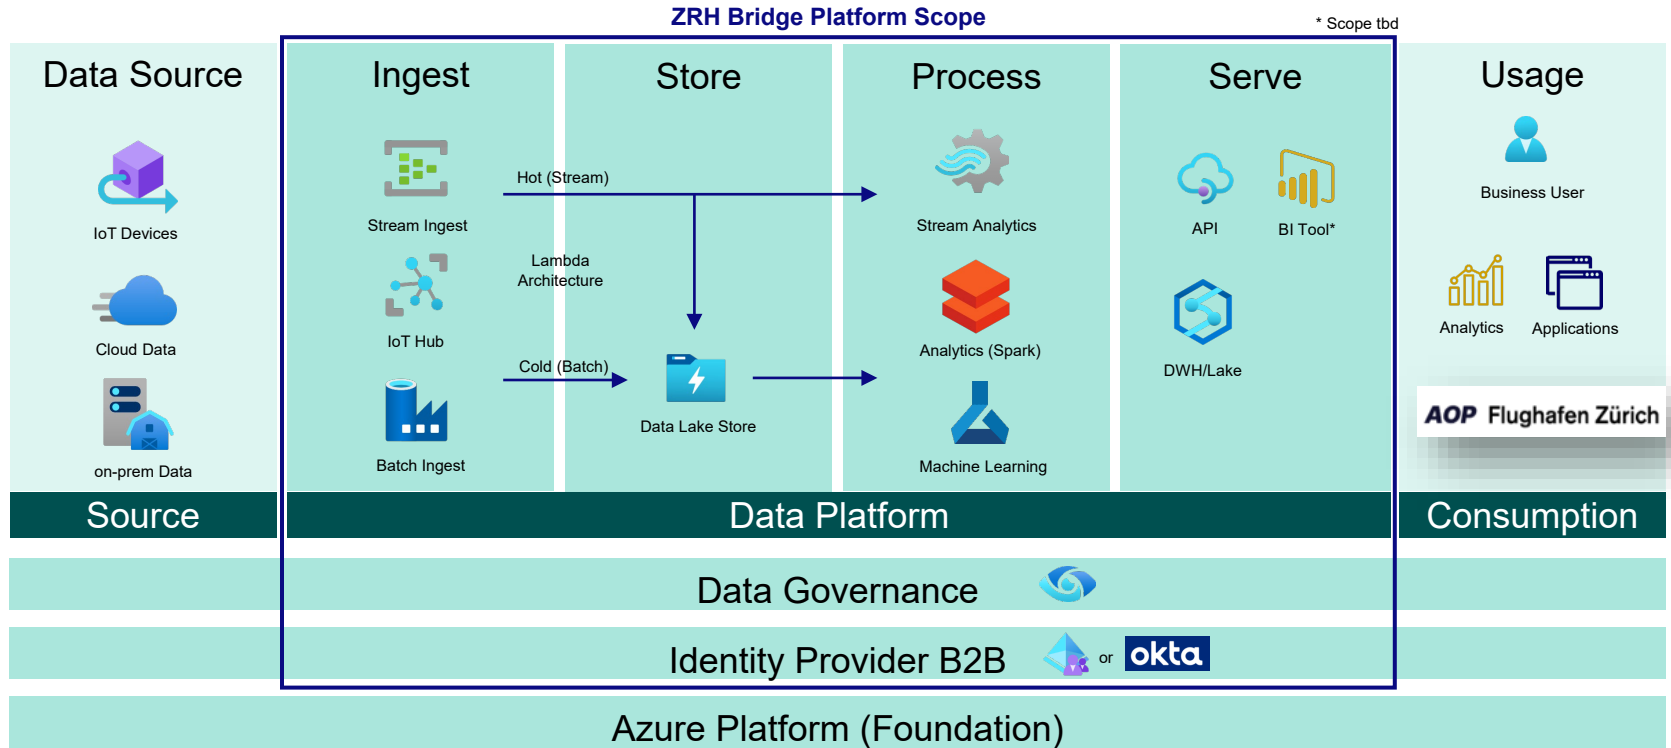 ZRH Bridge Platform Scope
* Scope tbd
Data Source
Ingest
Store
Process
Serve
Usage
IoT Devices
Cloud Data
on-prem Data
Stream Ingest
IoT Hub
Batch Ingest
Hot (Stream)
Lambda
Architecture
Cold (Batch)
Data Lake Store
Stream Analytics
Analytics (Spark)
Machine Learning
API
BI Tool*
DWH/Lake
Business User
Analytics
Applications
AOP Flughafen Zürich
Source
Data Platform
Consumption
Data Governance
Identity Provider B2B
or
okta
Azure Platform (Foundation)